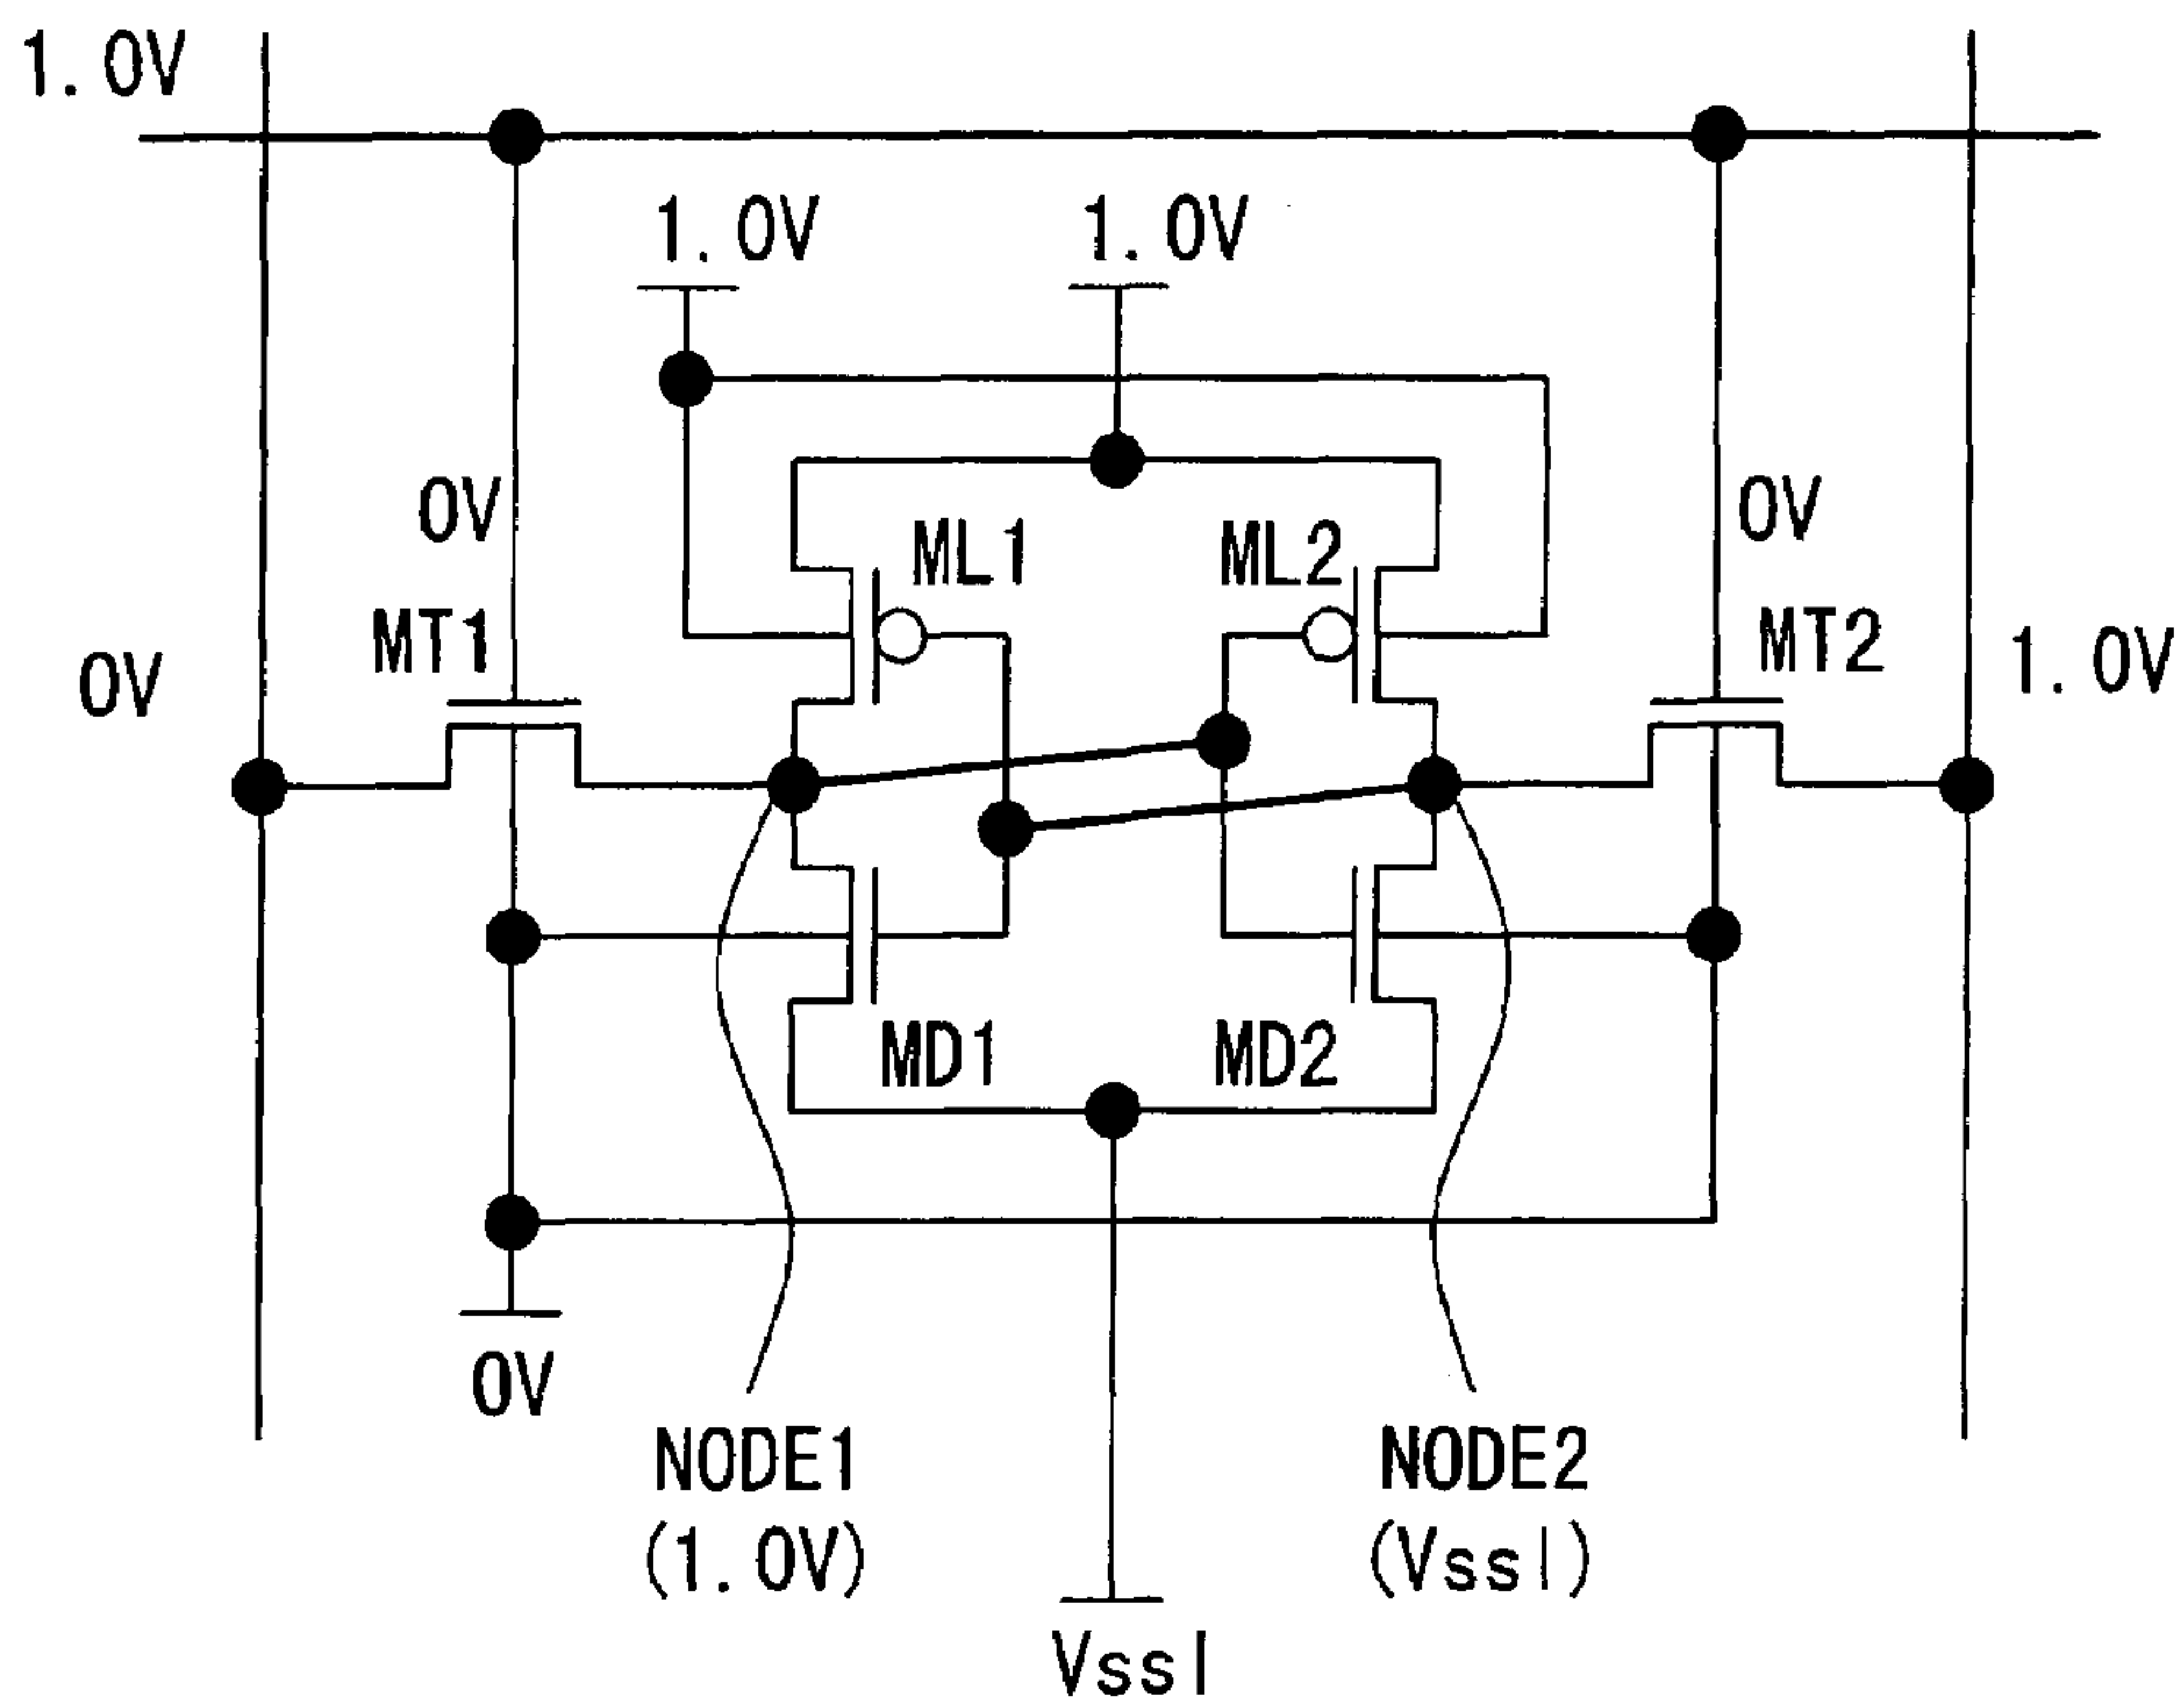 1.0V
1.0V
1.0V
0V
ML1
ML2
0V
MT1
MT2
0V
1.0V
MD1
MD2
0V
NODE1
NODE2
(1.0V)
(Vssl)
Vssl